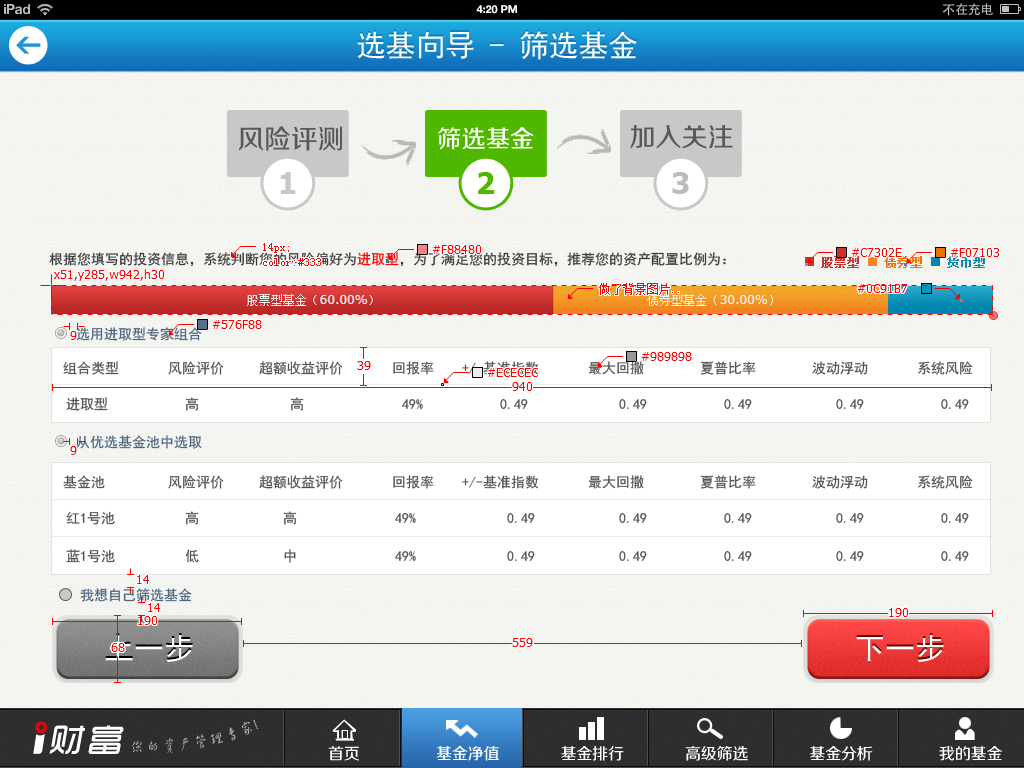 iPad 4:20 PM 不在充电
选基向导 - 筛选基金
风险评测 筛选基金 加入关注
1 2 3
14px; #F88480 #C7302E #F07103
color:#333
根据您填写的投资信息，系统判断您的风险偏好为进取型，为了满足您的投资目标，推荐您的资产配置比例为： 股票型 债券型 货币型
x51,y285,w942,h30
做了背景图片.. #0C91B7
股票型基金（60.00%） 债券型基金（30.00%）
#576F88
9 选用进取型专家组合
#989898
组合类型 风险评价 超额收益评价 39 回报率 +/-基准指数 最大回撤 夏普比率 波动浮动 系统风险
#ECECEC
940
进取型 高 高 49% 0.49 0.49 0.49 0.49 0.49
9 从优选基金池中选取
基金池 风险评价 超额收益评价 回报率 +/-基准指数 最大回撤 夏普比率 波动浮动 系统风险
红1号池 高 高 49% 0.49 0.49 0.49 0.49 0.49
蓝1号池 低 中 49% 0.49 0.49 0.49 0.49 0.49
14
我想自己筛选基金
14
190 190
68 上一步 559 下一步
i财富 你的资产管理专家!
首页 基金净值 基金排行 高级筛选 基金分析 我的基金